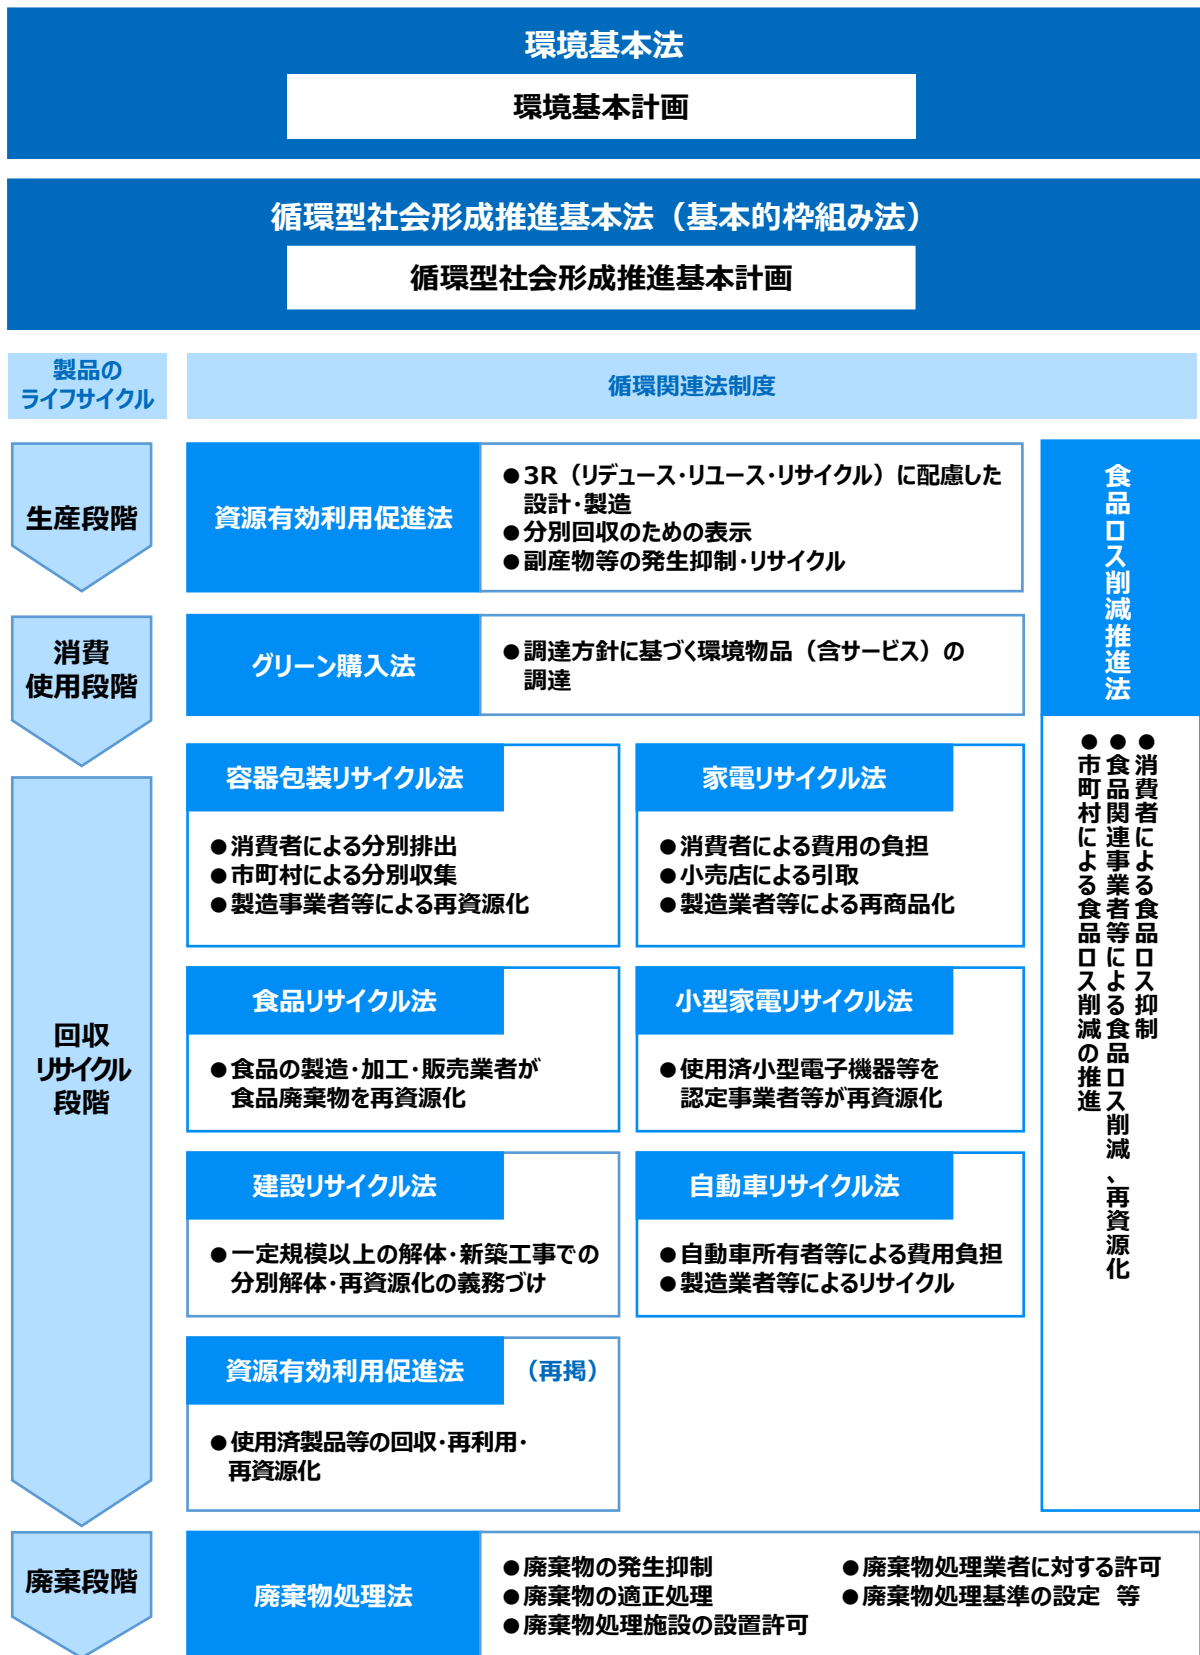 環境基本法
環境基本計画
循環型社会形成推進基本法（基本的枠組み法）
循環型社会形成推進基本計画
製品の
ライフサイクル
循環関連法制度
生産段階
資源有効利用促進法
●3R（リデュース・リユース・リサイクル）に配慮した
設計・製造
●分別回収のための表示
●副産物等の発生抑制・リサイクル
消費
使用段階
グリーン購入法
●調達方針に基づく環境物品（含サービス）の
調達
食品ロス削減推進法
●消費者による食品ロス抑制
●食品関連事業者等による食品ロス削減、再資源化
●市町村による食品ロス削減の推進
回収
リサイクル
段階
容器包装リサイクル法
●消費者による分別排出
●市町村による分別収集
●製造事業者等による再資源化
家電リサイクル法
●消費者による費用の負担
●小売店による引取
●製造業者等による再商品化
食品リサイクル法
●食品の製造・加工・販売業者が
食品廃棄物を再資源化
小型家電リサイクル法
●使用済小型電子機器等を
認定事業者等が再資源化
建設リサイクル法
●一定規模以上の解体・新築工事での
分別解体・再資源化の義務づけ
自動車リサイクル法
●自動車所有者等による費用負担
●製造業者等によるリサイクル
資源有効利用促進法
（再掲）
●使用済製品等の回収・再利用・
再資源化
廃棄段階
廃棄物処理法
●廃棄物の発生抑制
●廃棄物の適正処理
●廃棄物処理施設の設置許可
●廃棄物処理業者に対する許可
●廃棄物処理基準の設定 等